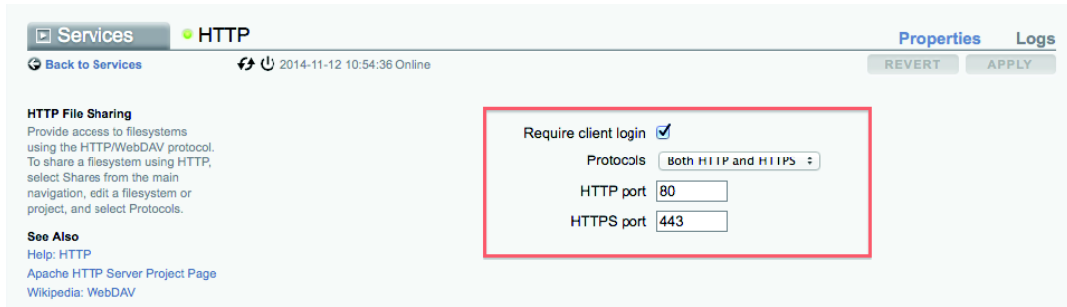 Services HTTP
Properties Logs
Back to Services 2014-11-12 10:54:36 Online
REVERT APPLY
HTTP File Sharing
Provide access to filesystems
using the HTTP/WebDAV protocol.
To share a filesystem using HTTP,
select Shares from the main
navigation, edit a filesystem or
project, and select Protocols.
See Also
Help: HTTP
Apache HTTP Server Project Page
Wikipedia: WebDAV
Require client login
Protocols Both HTTP and HTTPS
HTTP port 80
HTTPS port 443